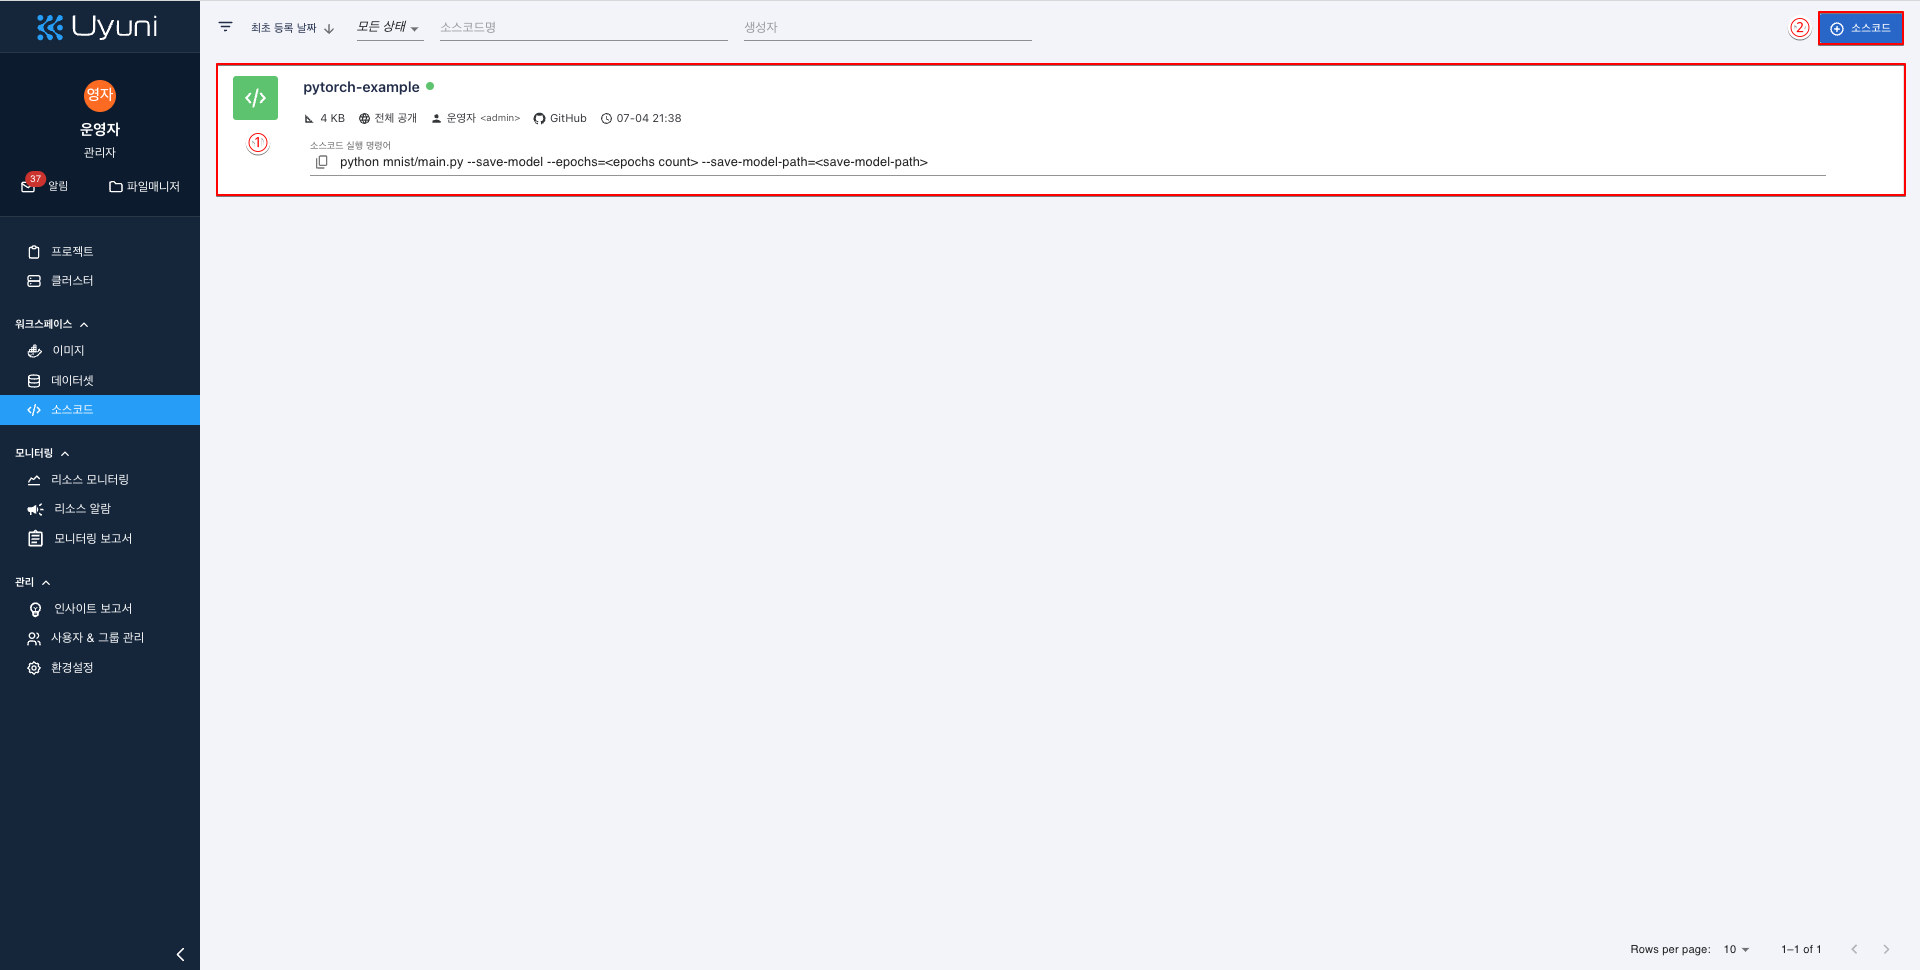 Uyuni
영자
운영자
관리자
37
알림
파일매니저
프로젝트
클러스터
워크스페이스
이미지
데이터셋
소스코드
모니터링
리소스 모니터링
리소스 알람
모니터링 보고서
관리
인사이트 보고서
사용자 & 그룹 관리
환경설정
최초 등록 날짜
모든 상태
소스코드명
생성자
②
소스코드
pytorch-example
4 KB 전체 공개 운영자 <admin> GitHub 07-04 21:38
①
소스코드 실행 명령어
python mnist/main.py --save-model --epochs=<epochs count> --save-model-path=<save-model-path>
Rows per page: 10 1–1 of 1